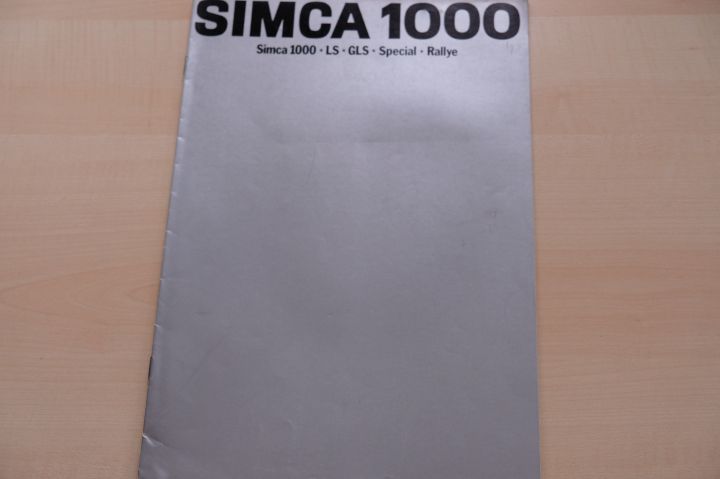 SIMCA 1000
Simca 1000 · LS · GLS · Special · Rallye